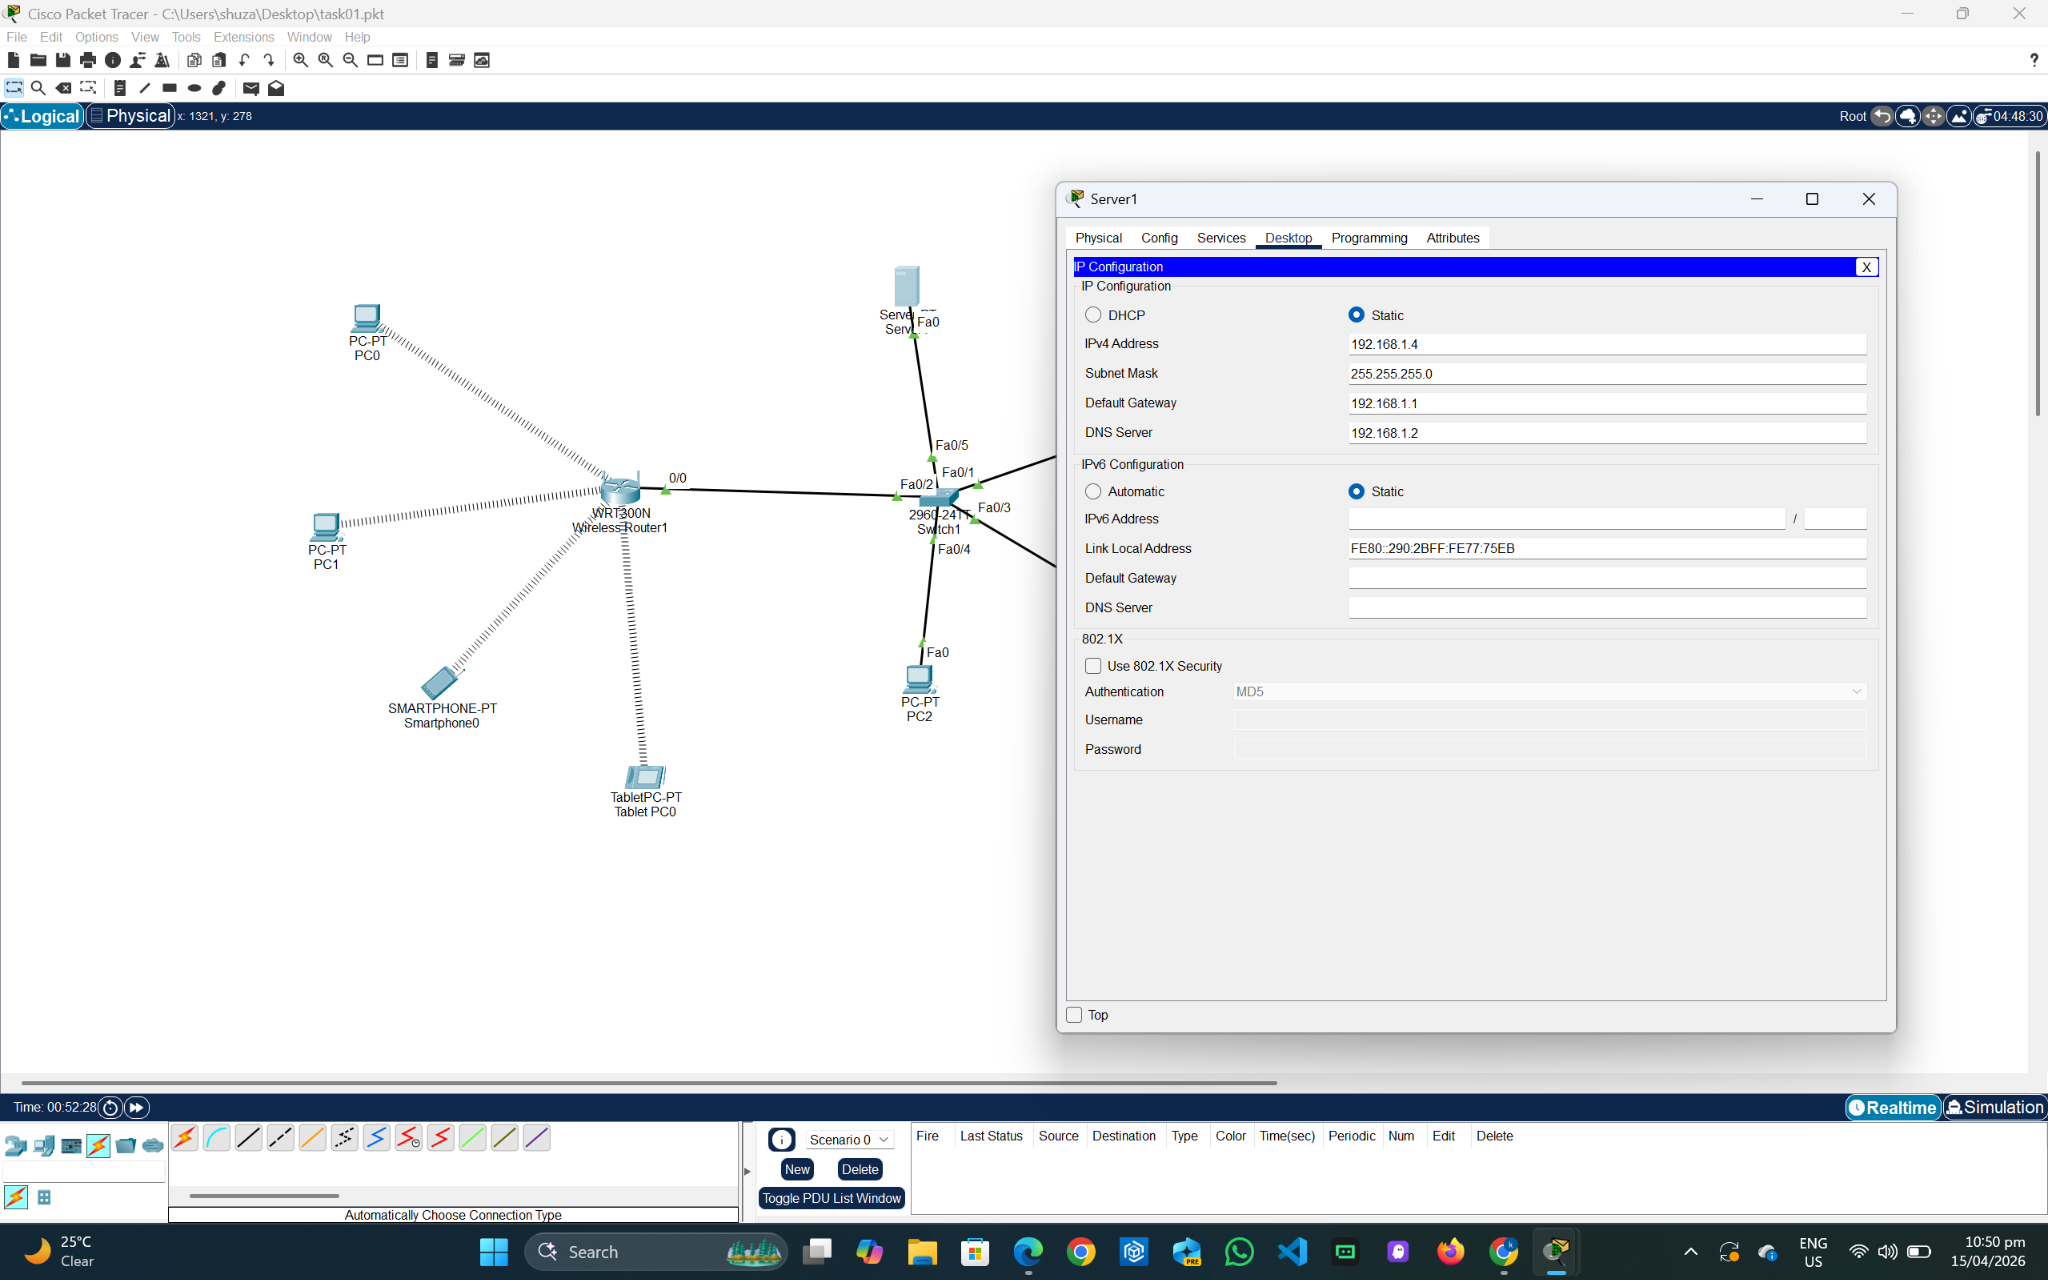 Cisco Packet Tracer - C:\Users\shuza\Desktop\task01.pkt
File Edit Options View Tools Extensions Window Help
?
Logical Physical x: 1321, y: 278
Root 04:48:30
Server1
Physical Config Services Desktop Programming Attributes
IP Configuration X
IP Configuration
DHCP Static
IPv4 Address 192.168.1.4
Subnet Mask 255.255.255.0
Default Gateway 192.168.1.1
DNS Server 192.168.1.2
IPv6 Configuration
Automatic Static
IPv6 Address /
Link Local Address FE80::290:2BFF:FE77:75EB
Default Gateway
DNS Server
802.1X
Use 802.1X Security
Authentication MD5
Username
Password
Top
PC-PT
PC0
Fa0
Fa0/5
Fa0/1
Fa0/2
Fa0/3
0/0
WRT300N
Wireless Router1
2960-24TT
Switch1
Fa0/4
PC-PT
PC1
Fa0
PC-PT
PC2
SMARTPHONE-PT
Smartphone0
TabletPC-PT
Tablet PC0
Time: 00:52:28
Realtime Simulation
Scenario 0
New Delete
Toggle PDU List Window
Fire Last Status Source Destination Type Color Time(sec) Periodic Num Edit Delete
Automatically Choose Connection Type
25°C
Clear
Search
PRE
ENG
US
10:50 pm
15/04/2026